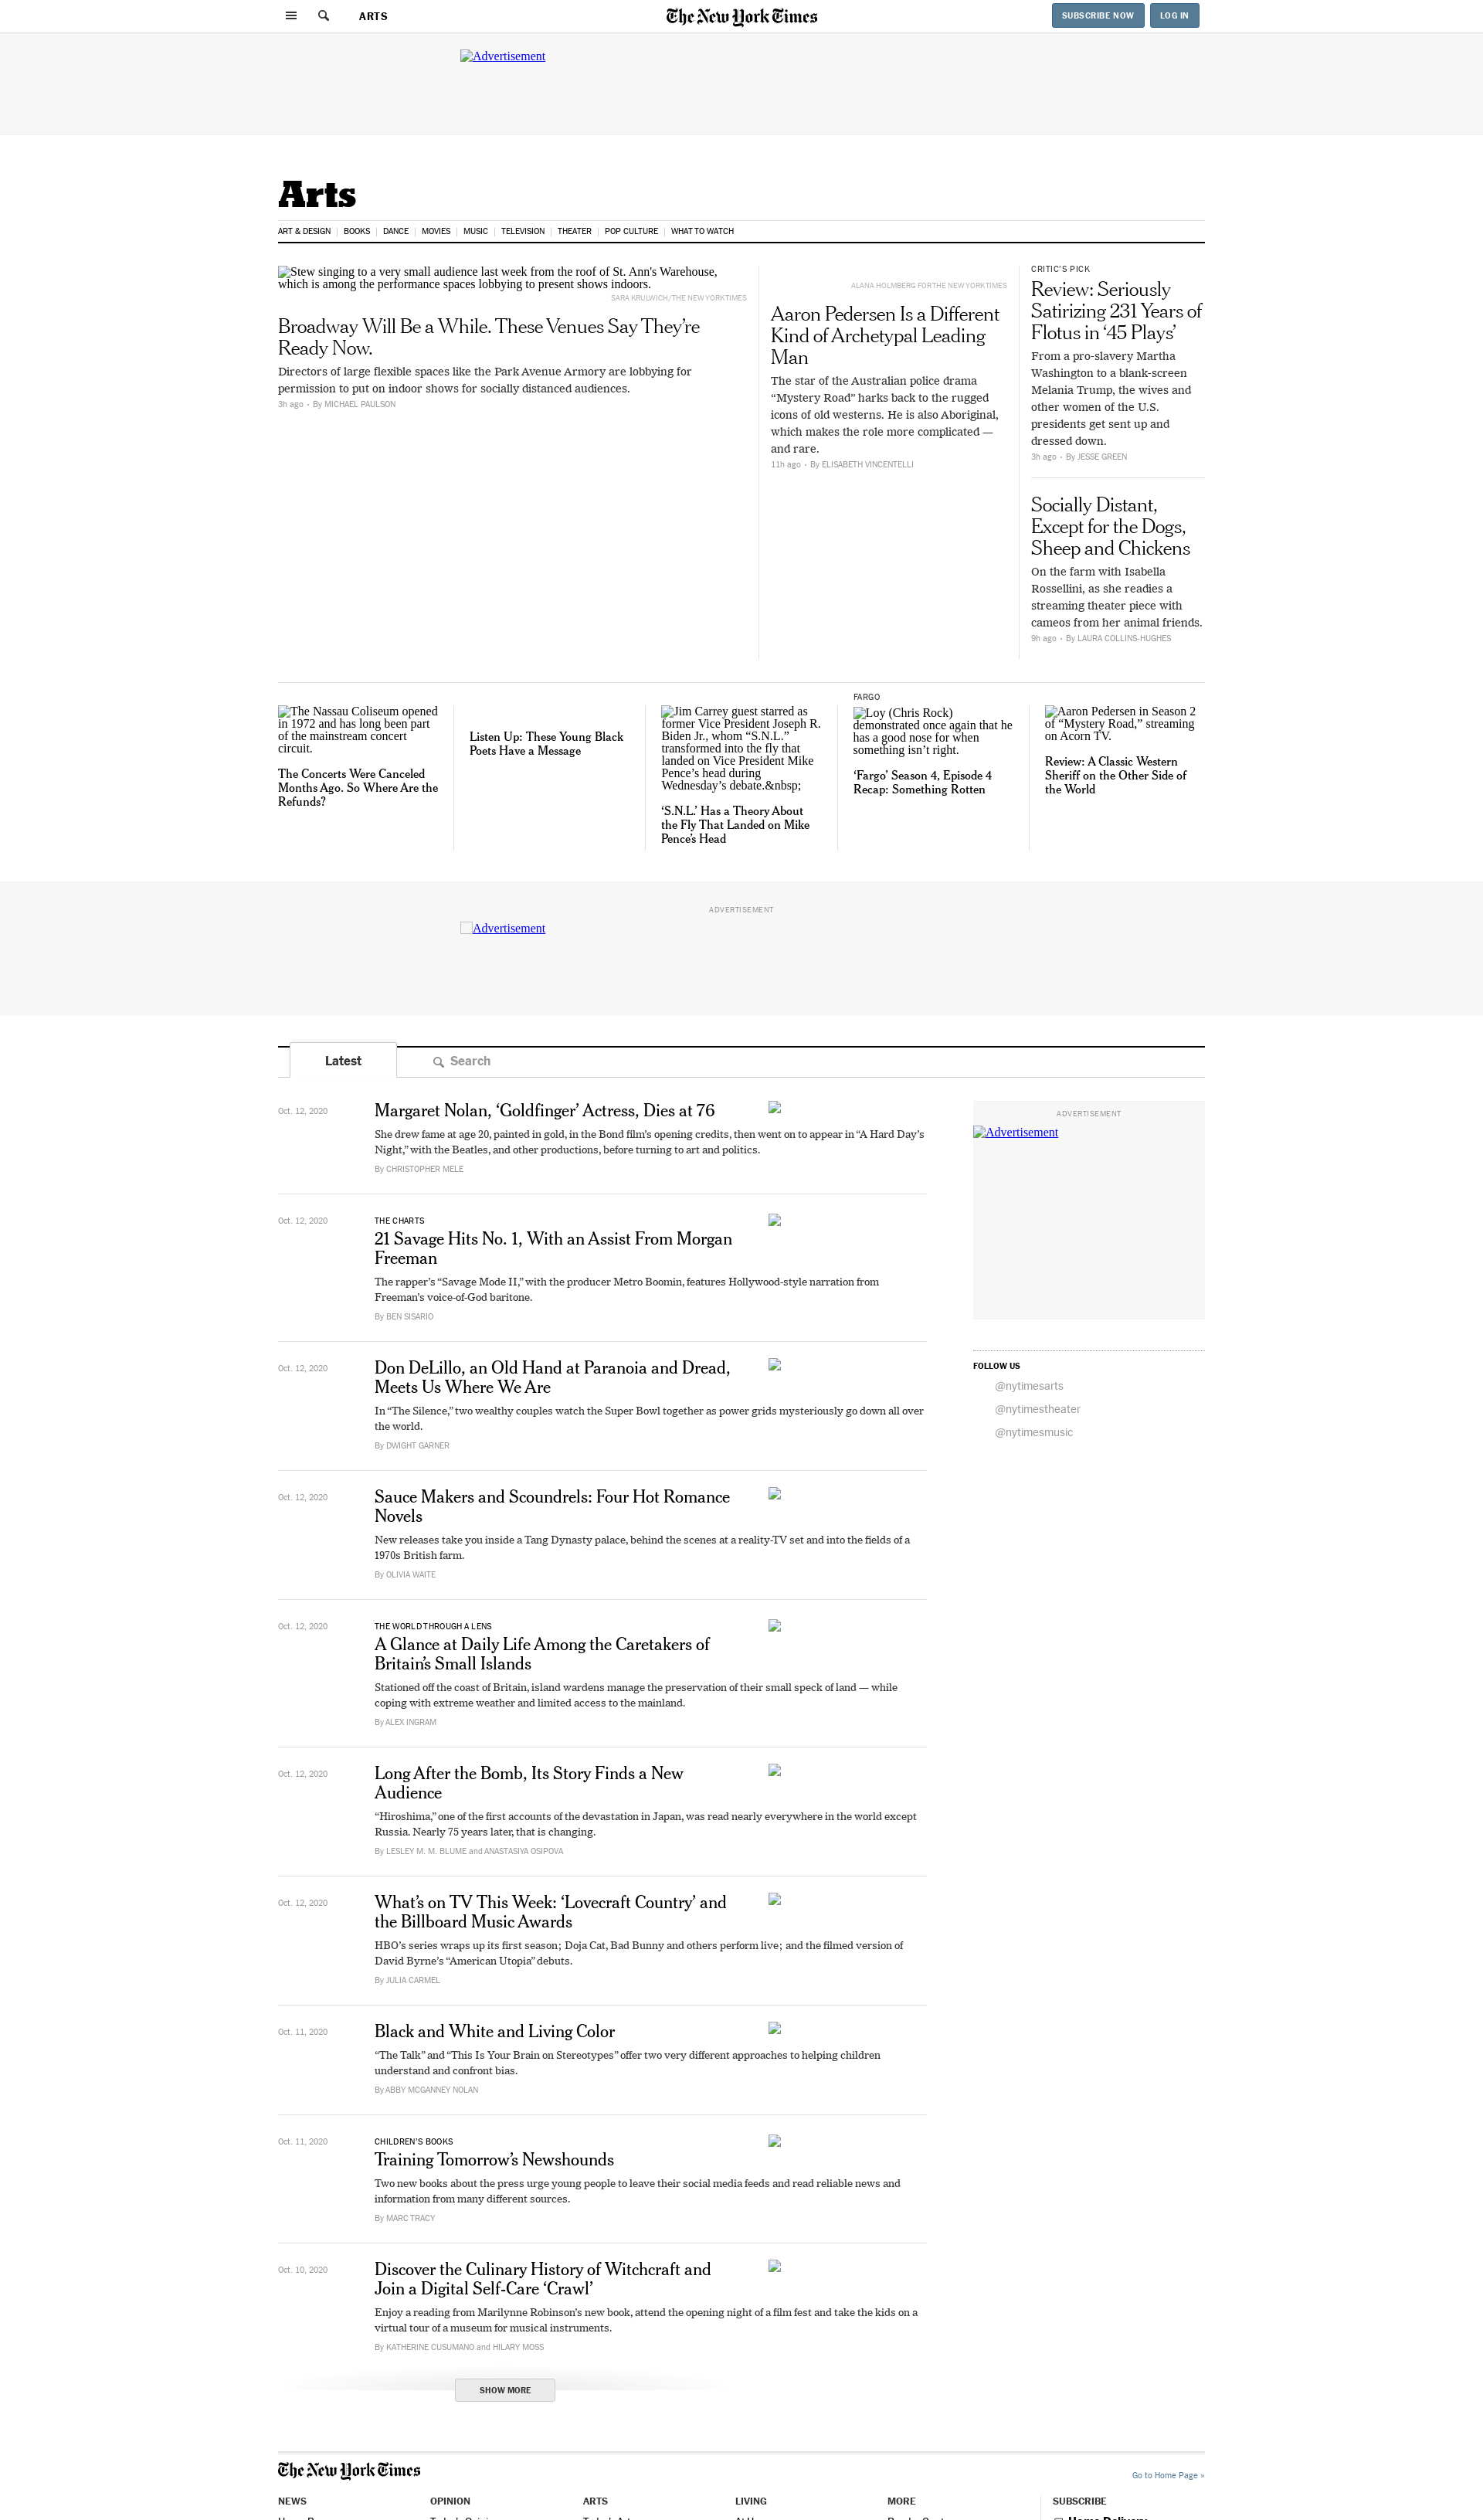 ARTS
The New York Times
SUBSCRIBE NOW
LOG IN
Advertisement
Arts
ART & DESIGN
BOOKS
DANCE
MOVIES
MUSIC
TELEVISION
THEATER
POP CULTURE
WHAT TO WATCH
Stew singing to a very small audience last week from the roof of St. Ann's Warehouse,
which is among the performance spaces lobbying to present shows indoors.
SARA KRULWICH/THE NEW YORK TIMES
Broadway Will Be a While. These Venues Say They’re
Ready Now.
Directors of large flexible spaces like the Park Avenue Armory are lobbying for
permission to put on indoor shows for socially distanced audiences.
3h ago • By MICHAEL PAULSON
ALANA HOLMBERG FOR THE NEW YORK TIMES
Aaron Pedersen Is a Different
Kind of Archetypal Leading
Man
The star of the Australian police drama
“Mystery Road” harks back to the rugged
icons of old westerns. He is also Aboriginal,
which makes the role more complicated —
and rare.
11h ago • By ELISABETH VINCENTELLI
CRITIC’S PICK
Review: Seriously
Satirizing 231 Years of
Flotus in ‘45 Plays’
From a pro-slavery Martha
Washington to a blank-screen
Melania Trump, the wives and
other women of the U.S.
presidents get sent up and
dressed down.
3h ago • By JESSE GREEN
Socially Distant,
Except for the Dogs,
Sheep and Chickens
On the farm with Isabella
Rossellini, as she readies a
streaming theater piece with
cameos from her animal friends.
9h ago • By LAURA COLLINS-HUGHES
The Nassau Coliseum opened
in 1972 and has long been part
of the mainstream concert
circuit.
The Concerts Were Canceled
Months Ago. So Where Are the
Refunds?
Listen Up: These Young Black
Poets Have a Message
Jim Carrey guest starred as
former Vice President Joseph R.
Biden Jr., whom “S.N.L.”
transformed into the fly that
landed on Vice President Mike
Pence’s head during
Wednesday’s debate.&nbsp;
‘S.N.L.’ Has a Theory About
the Fly That Landed on Mike
Pence’s Head
FARGO
Loy (Chris Rock)
demonstrated once again that he
has a good nose for when
something isn’t right.
‘Fargo’ Season 4, Episode 4
Recap: Something Rotten
Aaron Pedersen in Season 2
of “Mystery Road,” streaming
on Acorn TV.
Review: A Classic Western
Sheriff on the Other Side of
the World
ADVERTISEMENT
Advertisement
Latest
Search
Oct. 12, 2020
Margaret Nolan, ‘Goldfinger’ Actress, Dies at 76
She drew fame at age 20, painted in gold, in the Bond film’s opening credits, then went on to appear in “A Hard Day’s
Night,” with the Beatles, and other productions, before turning to art and politics.
By CHRISTOPHER MELE
ADVERTISEMENT
Advertisement
Oct. 12, 2020
THE CHARTS
21 Savage Hits No. 1, With an Assist From Morgan
Freeman
The rapper’s “Savage Mode II,” with the producer Metro Boomin, features Hollywood-style narration from
Freeman’s voice-of-God baritone.
By BEN SISARIO
FOLLOW US
@nytimesarts
@nytimestheater
@nytimesmusic
Oct. 12, 2020
Don DeLillo, an Old Hand at Paranoia and Dread,
Meets Us Where We Are
In “The Silence,” two wealthy couples watch the Super Bowl together as power grids mysteriously go down all over
the world.
By DWIGHT GARNER
Oct. 12, 2020
Sauce Makers and Scoundrels: Four Hot Romance
Novels
New releases take you inside a Tang Dynasty palace, behind the scenes at a reality-TV set and into the fields of a
1970s British farm.
By OLIVIA WAITE
Oct. 12, 2020
THE WORLD THROUGH A LENS
A Glance at Daily Life Among the Caretakers of
Britain’s Small Islands
Stationed off the coast of Britain, island wardens manage the preservation of their small speck of land — while
coping with extreme weather and limited access to the mainland.
By ALEX INGRAM
Oct. 12, 2020
Long After the Bomb, Its Story Finds a New
Audience
“Hiroshima,” one of the first accounts of the devastation in Japan, was read nearly everywhere in the world except
Russia. Nearly 75 years later, that is changing.
By LESLEY M. M. BLUME and ANASTASIYA OSIPOVA
Oct. 12, 2020
What’s on TV This Week: ‘Lovecraft Country’ and
the Billboard Music Awards
HBO’s series wraps up its first season; Doja Cat, Bad Bunny and others perform live; and the filmed version of
David Byrne’s “American Utopia” debuts.
By JULIA CARMEL
Oct. 11, 2020
Black and White and Living Color
“The Talk” and “This Is Your Brain on Stereotypes” offer two very different approaches to helping children
understand and confront bias.
By ABBY MCGANNEY NOLAN
Oct. 11, 2020
CHILDREN’S BOOKS
Training Tomorrow’s Newshounds
Two new books about the press urge young people to leave their social media feeds and read reliable news and
information from many different sources.
By MARC TRACY
Oct. 10, 2020
Discover the Culinary History of Witchcraft and
Join a Digital Self-Care ‘Crawl’
Enjoy a reading from Marilynne Robinson’s new book, attend the opening night of a film fest and take the kids on a
virtual tour of a museum for musical instruments.
By KATHERINE CUSUMANO and HILARY MOSS
SHOW MORE
The New York Times
Go to Home Page »
NEWS
OPINION
ARTS
LIVING
MORE
SUBSCRIBE